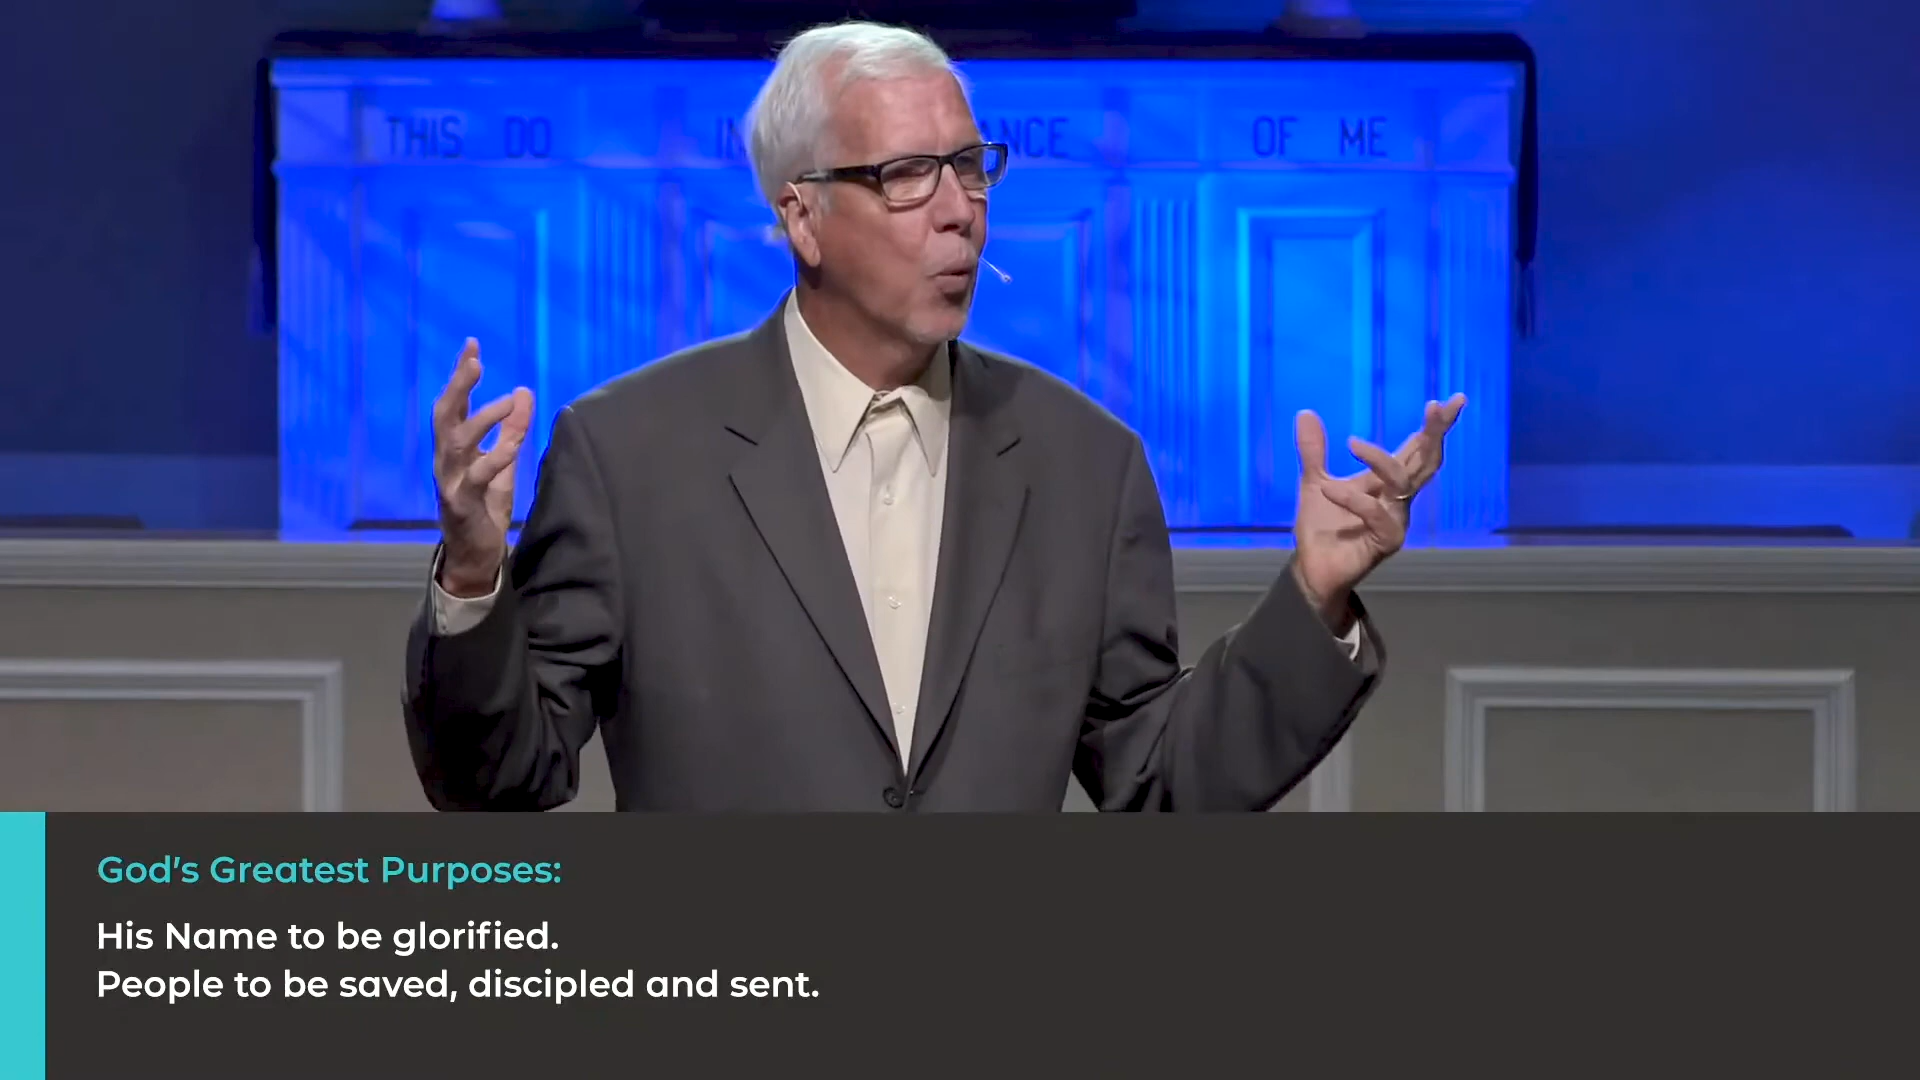 THIS DO OF ME
God's Greatest Purposes:
His Name to be glorified.
People to be saved, discipled and sent.